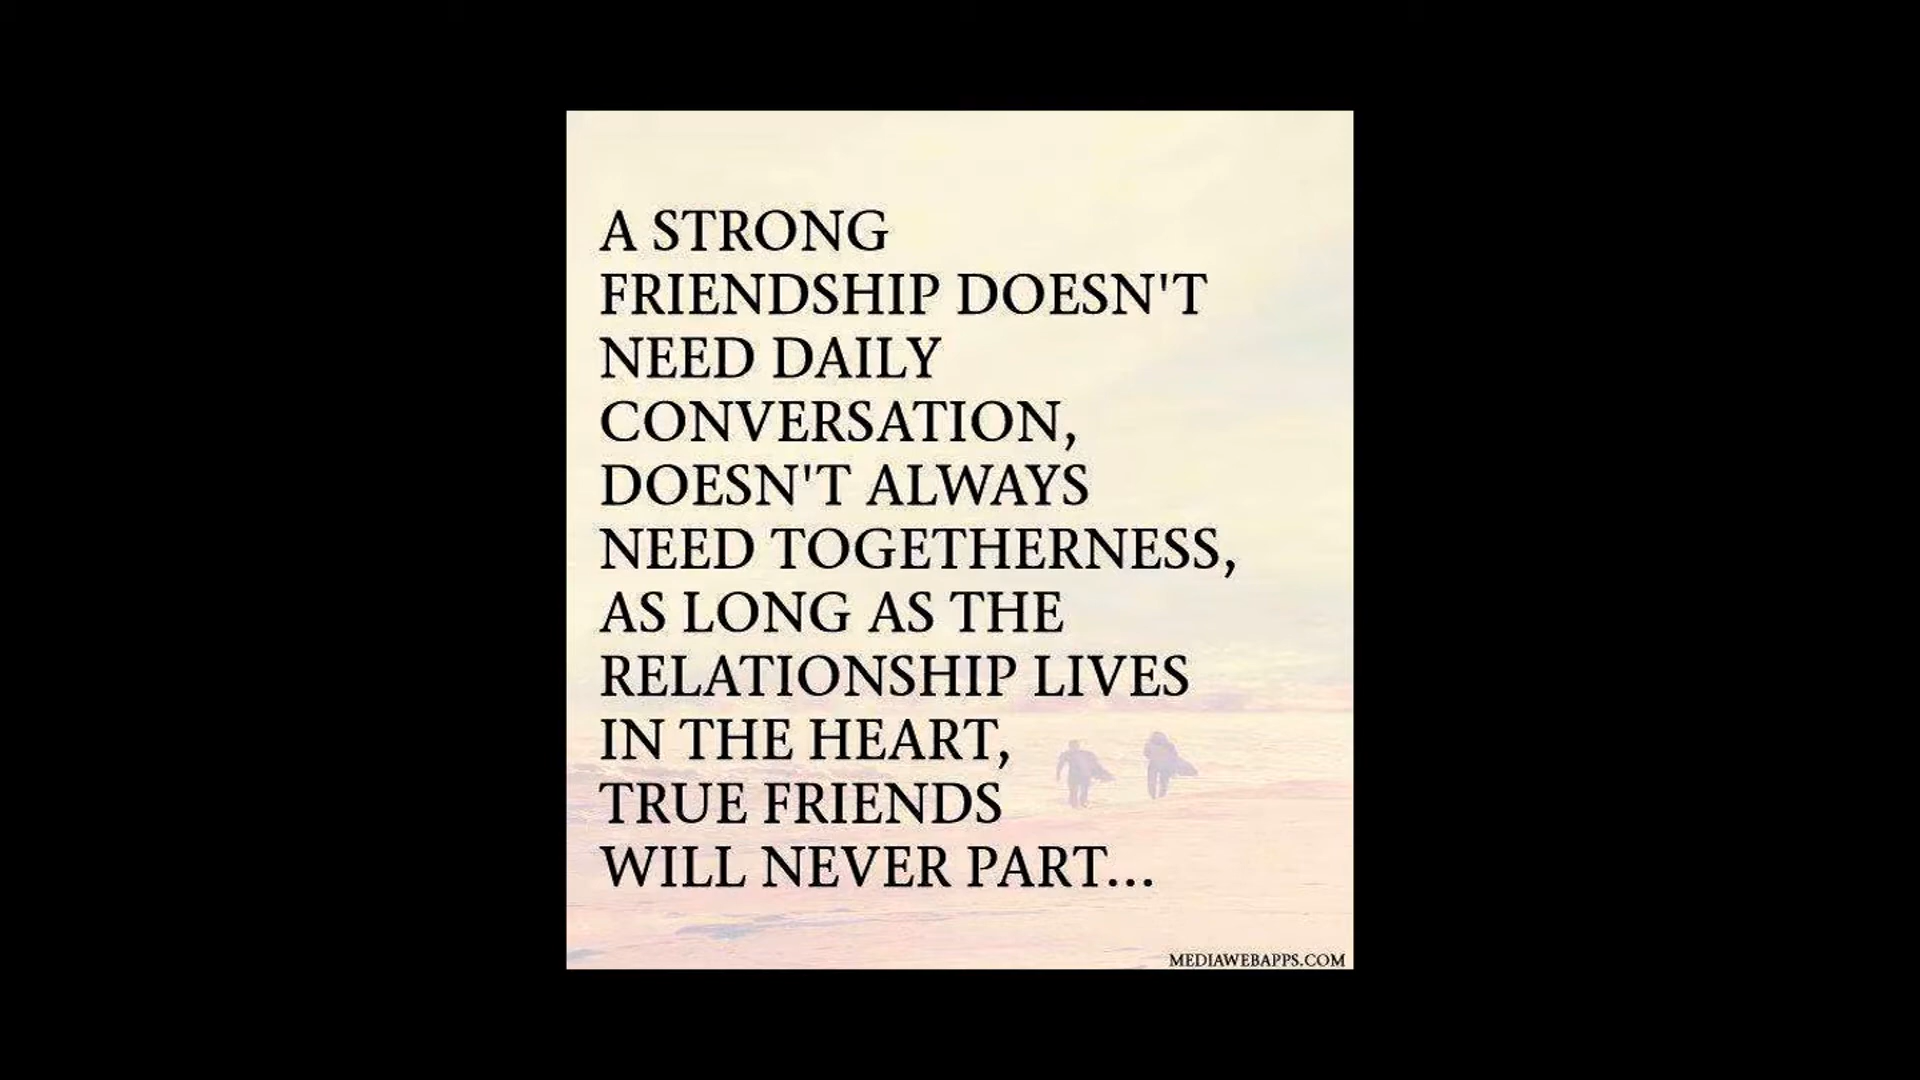 A STRONG
FRIENDSHIP DOESN'T
NEED DAILY
CONVERSATION,
DOESN'T ALWAYS
NEED TOGETHERNESS,
AS LONG AS THE
RELATIONSHIP LIVES
IN THE HEART,
TRUE FRIENDS
WILL NEVER PART...
MEDIAWEBAPPS.COM